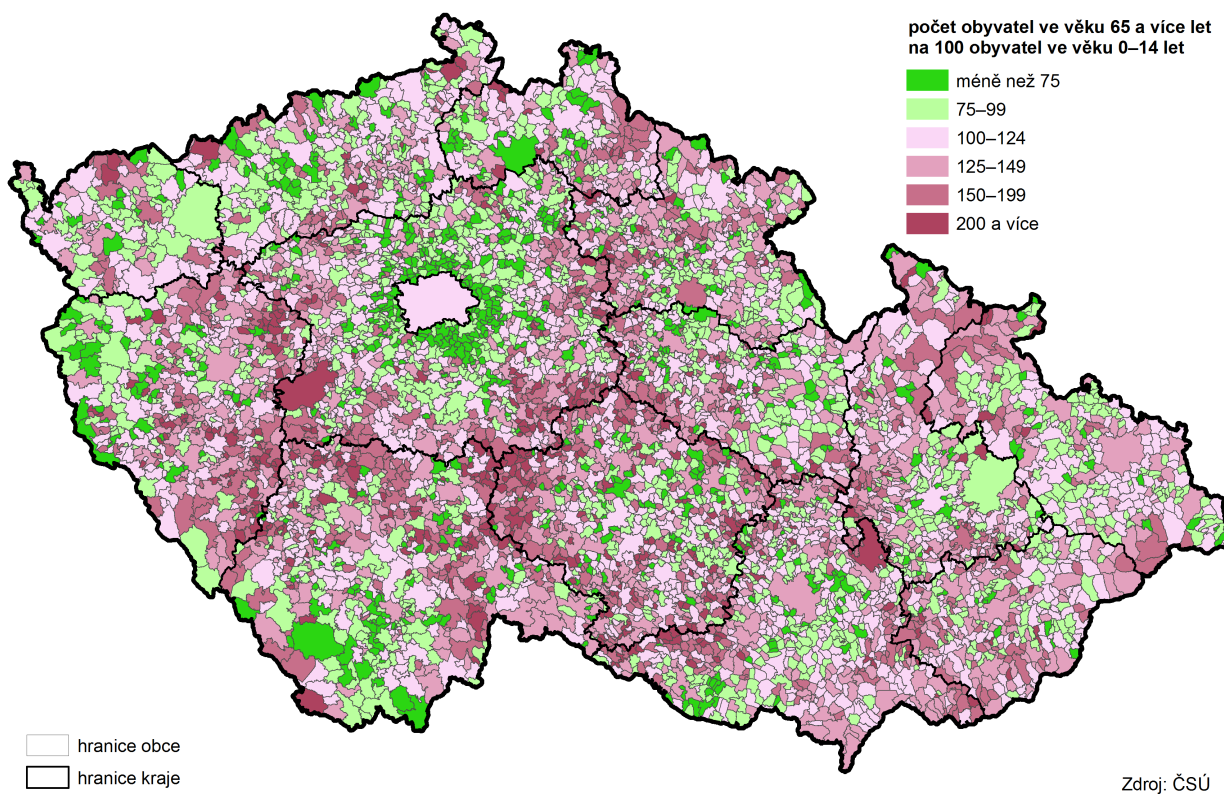 počet obyvatel ve věku 65 a více let
na 100 obyvatel ve věku 0–14 let
méně než 75
75–99
100–124
125–149
150–199
200 a více
hranice obce
hranice kraje
Zdroj: ČSÚ